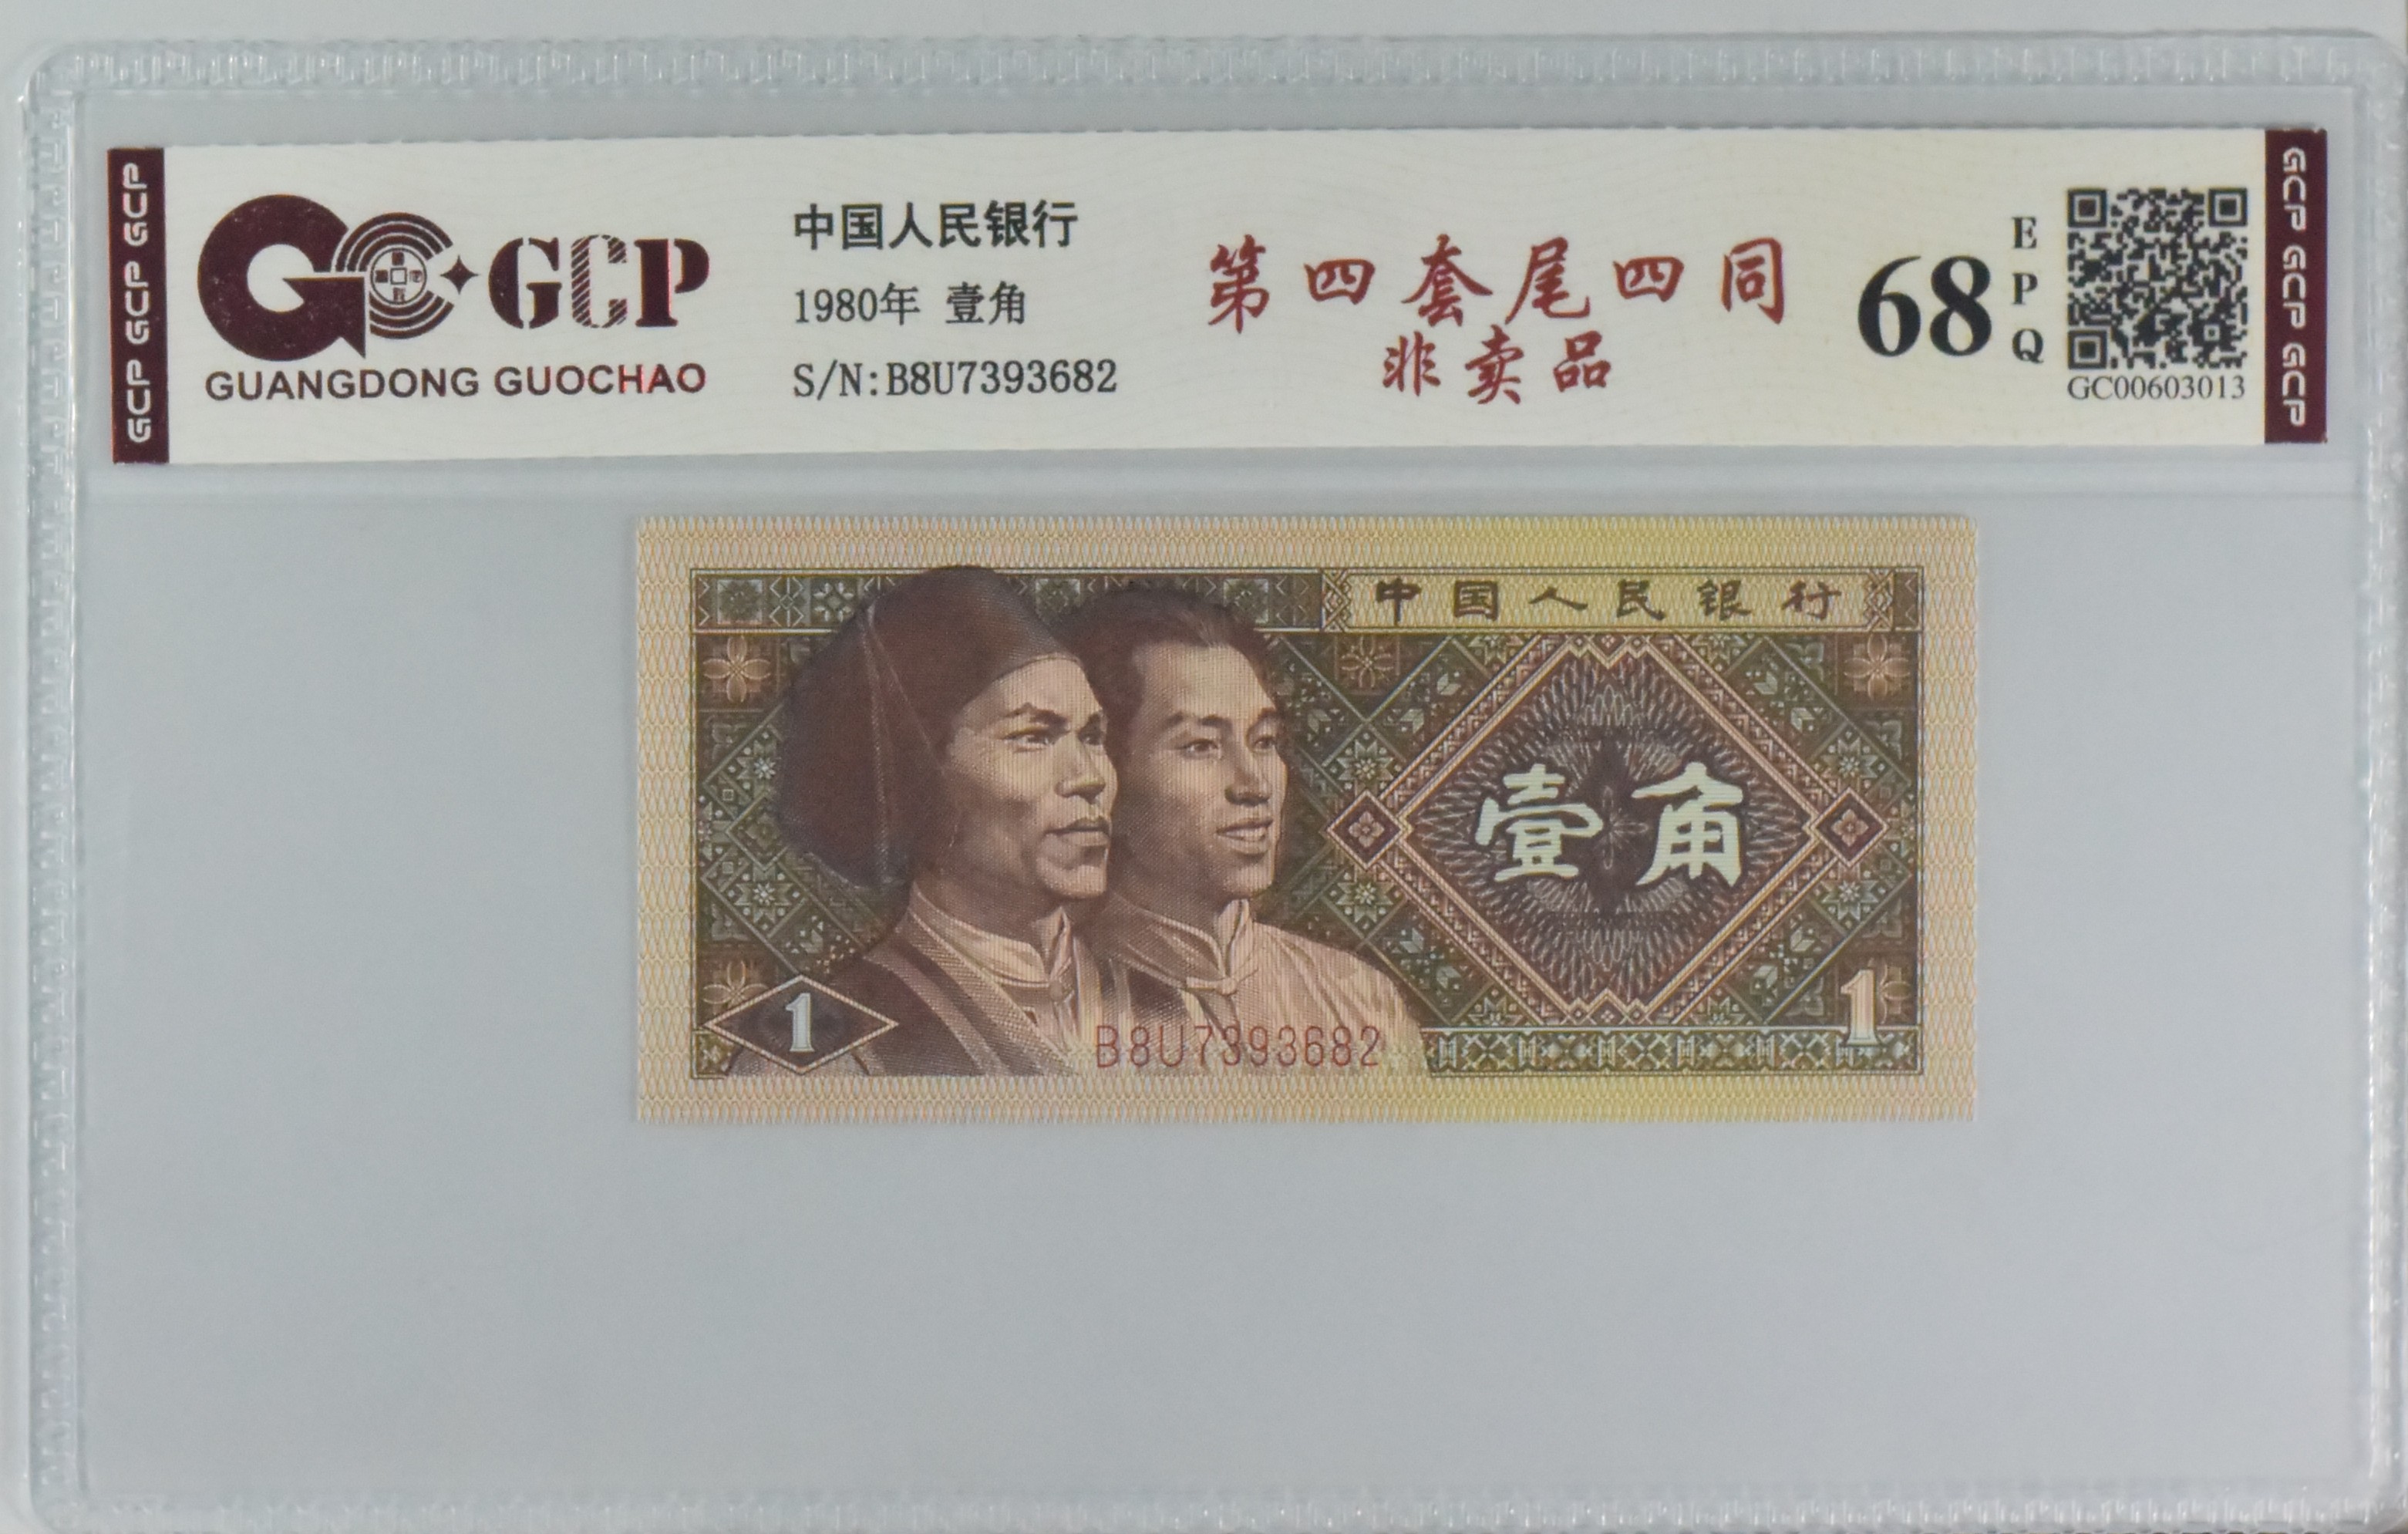 GCP GCP GCP
GCP
GUANGDONG GUOCHAO
中国人民银行
1980年 壹角
S/N:B8U7393682
第四套尾四同
非卖品
68
EPQ
GC00603013
GCP GCP GCP
中国人民银行
壹角
1
B8U7393682
1